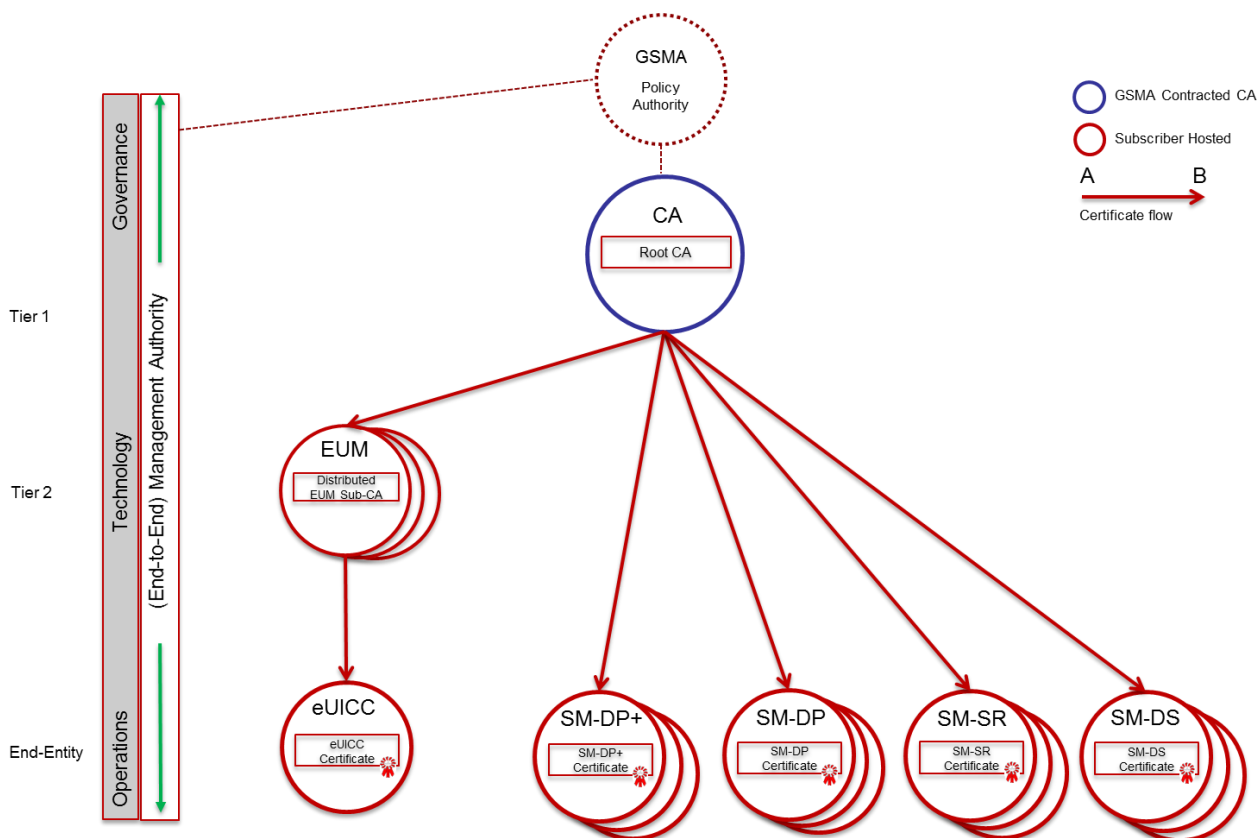 GSMA
Policy
Authority
GSMA Contracted CA
Subscriber Hosted
A
B
Certificate flow
Governance
Technology
Operations
(End-to-End) Management Authority
CA
Root CA
Tier 1
EUM
Distributed
EUM Sub-CA
Tier 2
eUICC
eUICC
Certificate
SM-DP+
SM-DP+
Certificate
SM-DP
SM-DP
Certificate
SM-SR
SM-SR
Certificate
SM-DS
SM-DS
Certificate
End-Entity